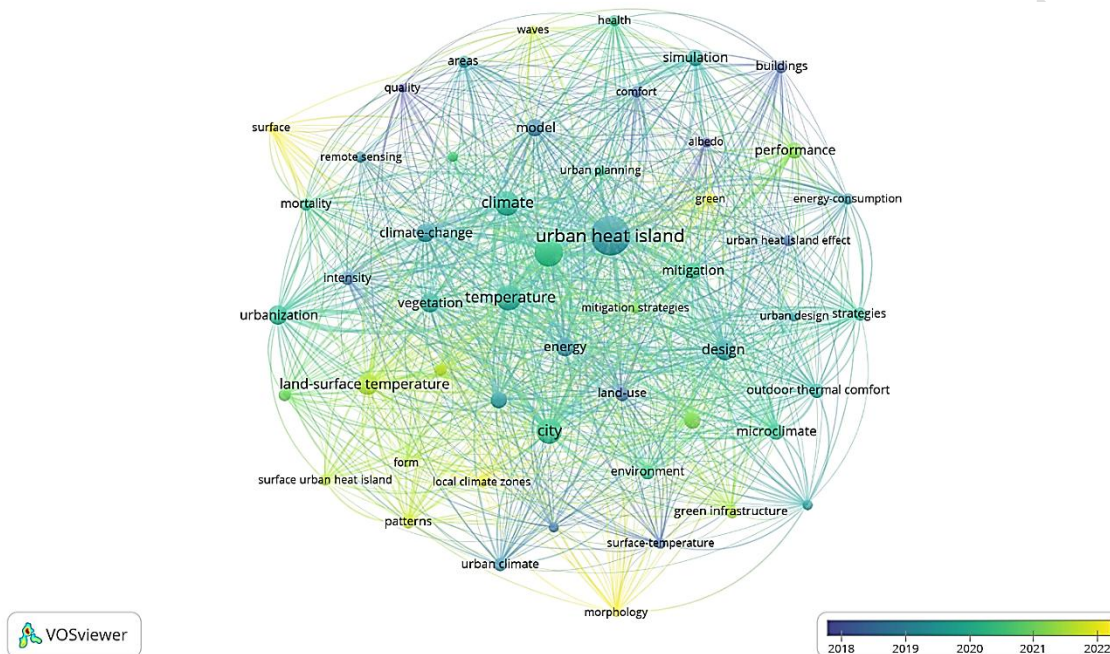 waves
health
areas
simulation
buildings
quality
comfort
surface
model
albedo
performance
remote sensing
urban planning
mortality
climate
green
energy-consumption
climate-change
urban heat island
urban heat island effect
intensity
mitigation
vegetation
temperature
mitigation strategies
urbanization
urban design
strategies
energy
design
land-surface temperature
land-use
outdoor thermal comfort
city
microclimate
form
surface urban heat island
local climate zones
environment
patterns
green infrastructure
surface-temperature
urban climate
morphology
VOSviewer
2018
2019
2020
2021
2022